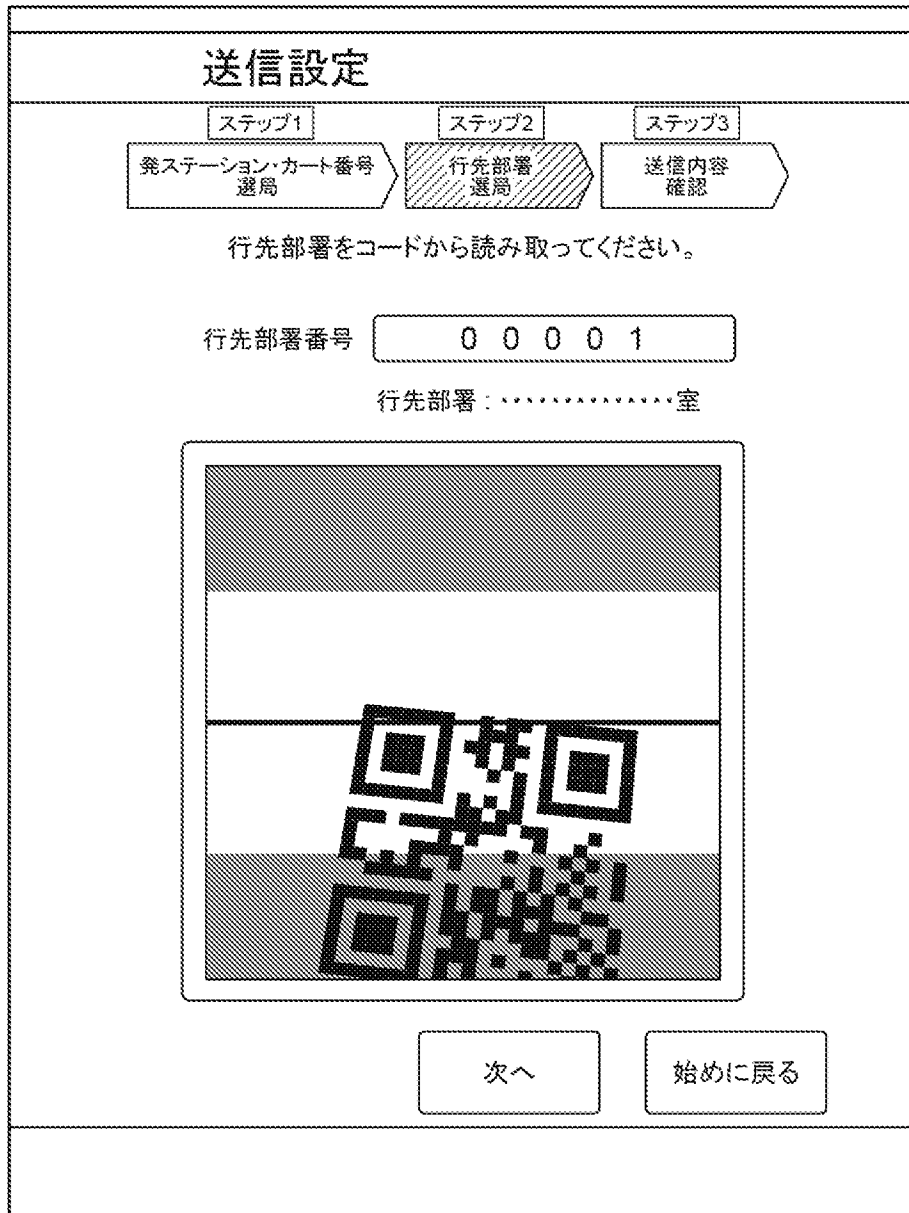 送信設定
ステップ1 ステップ2 ステップ3
発ステーション・カート番号 行先部署 送信内容
選局 選局 確認
行先部署をコードから読み取ってください。
行先部署番号 0 0 0 0 1
行先部署:・・・・・・・・・・・・・・室
次へ 始めに戻る